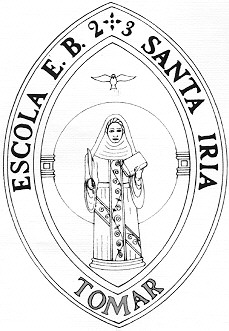 ESCOLA E. B. 2✣3 SANTA IRIA
TOMAR